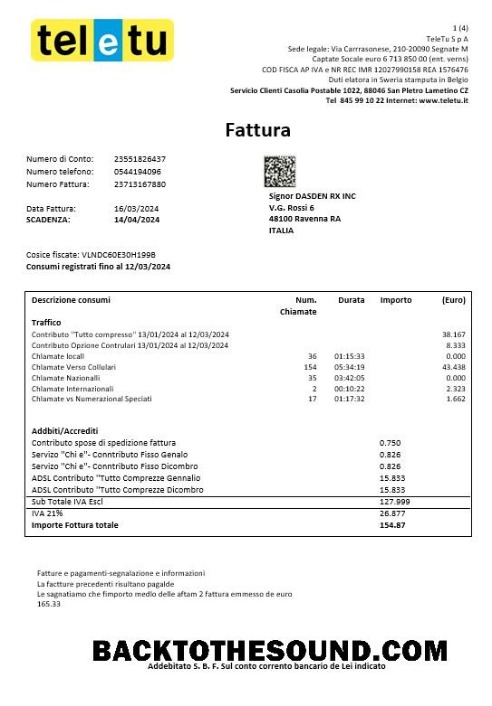 teletu
1 (4)
TeleTu S p A
Sede legale: Via Carrrasonese, 210-20090 Segnate M
Captate Socale euro 6 713 850 00 (ent. verns)
COD FISCA AP IVA e NR REC IMR 12027990158 REA 1576476
Duti elatora in Sweria stamputa in Belgio
Servicio Clienti Casolia Postable 1022, 88046 San Pletro Lametino CZ
Tel 845 99 10 22 Internet: www.teletu.it
Fattura
Numero di Conto: 23551826437
Numero telefono: 0544194096
Numero Fattura: 23713167880
Data Fattura: 16/03/2024
SCADENZA: 14/04/2024
Signor DASDEN RX INC
V.G. Rossi 6
48100 Ravenna RA
ITALIA
Cosice fiscate: VLNDC60E30H199B
Consumi registrati fino al 12/03/2024
Descrizione consumi Num. Chiamate Durata Importo (Euro)
Traffico
Contributo "Tutto compresso" 13/01/2024 al 12/03/2024 38.167
Contributo Opzione Contrulari 13/01/2024 al 12/03/2024 8.333
Chlamate locall 36 01:15:33 0.000
Chlamate Verso Collulari 154 05:34:19 43.438
Chlamate Nazionalli 35 03:42:05 0.000
Chlamate Internazionali 2 00:10:22 2.323
Chlamate vs Numerazional Speciati 17 01:17:32 1.662
Addbiti/Accrediti
Contributo spose di spedizione fattura 0.750
Servizo "Chi e"- Conntributo Fisso Genalo 0.826
Servizo "Chi e"- Contributo Fisso Dicombro 0.826
ADSL Contributo "Tutto Comprezze Gennalio 15.833
ADSL Contributo "Tutto Comprezze Dicombro 15.833
Sub Totale IVA Escl 127.999
IVA 21% 26.877
Importe Fottura totale 154.87
Fatture e pagamenti-segnalazione e informazioni
La factture precedenti risultano pagalde
Le sagnatiamo che fimporto medlo delle aftam 2 fattura emmesso de euro
165.33
BACKTOTHESOUND.COM
Addebitato S. B. F. Sul conto corrento bancario de Lei indicato